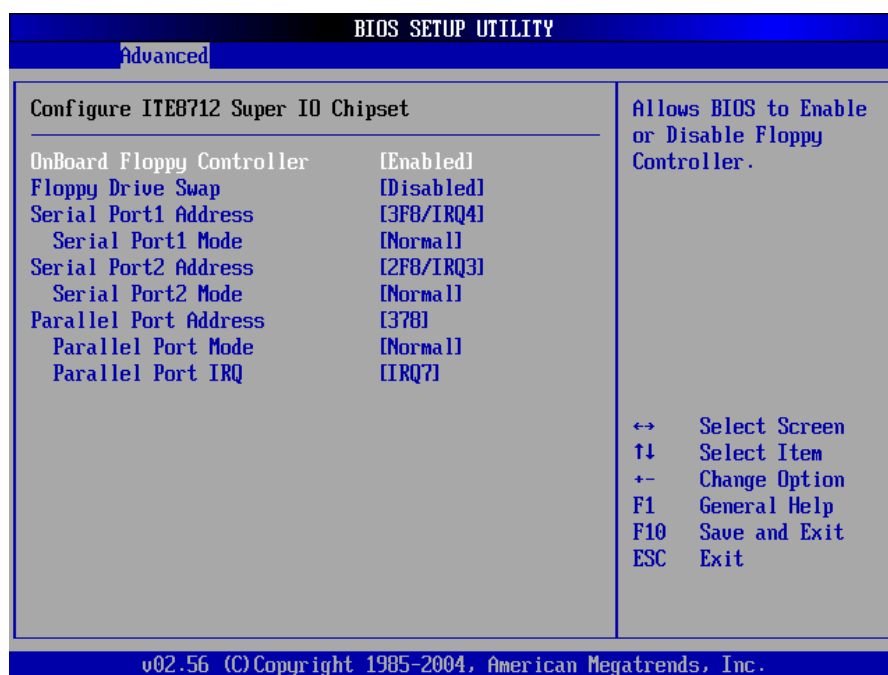 BIOS SETUP UTILITY
Advanced
Configure ITE8712 Super IO Chipset
OnBoard Floppy Controller [Enabled]
Floppy Drive Swap [Disabled]
Serial Port1 Address [3F8/IRQ4]
Serial Port1 Mode [Normal]
Serial Port2 Address [2F8/IRQ3]
Serial Port2 Mode [Normal]
Parallel Port Address [378]
Parallel Port Mode [Normal]
Parallel Port IRQ [IRQ7]
Allows BIOS to Enable
or Disable Floppy
Controller.
↔ Select Screen
↑↓ Select Item
+- Change Option
F1 General Help
F10 Save and Exit
ESC Exit
v02.56 (C)Copyright 1985-2004, American Megatrends, Inc.